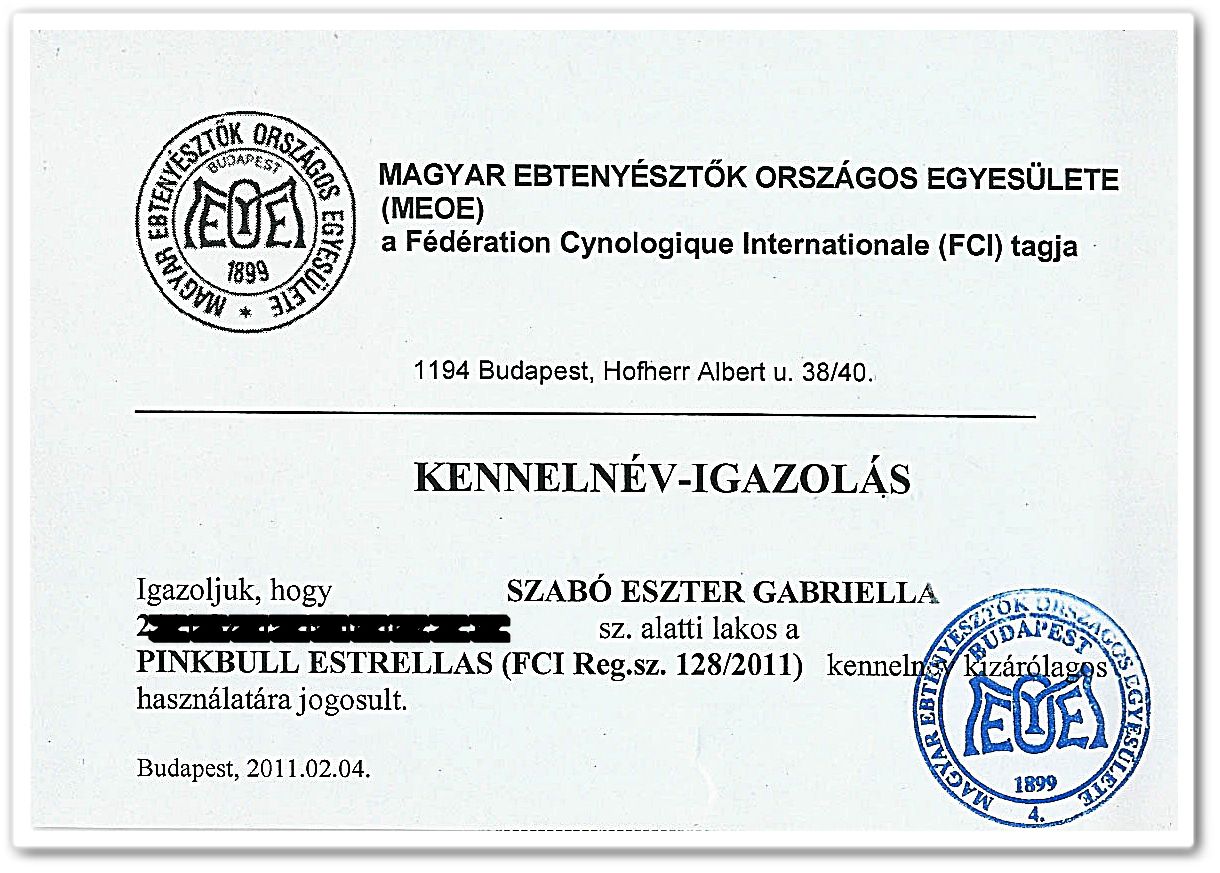 MAGYAR EBTENYÉSZTŐK ORSZÁGOS EGYESÜLETE
BUDAPEST
EYE
1899
*
MAGYAR EBTENYÉSZTŐK ORSZÁGOS EGYESÜLETE
(MEOE)
a Fédération Cynologique Internationale (FCI) tagja
1194 Budapest, Hofherr Albert u. 38/40.
KENNELNÉV-IGAZOLÁS
Igazoljuk, hogy SZABÓ ESZTER GABRIELLA
2 sz. alatti lakos a
PINKBULL ESTRELLAS (FCI Reg.sz. 128/2011) kennelnév kizárólagos
használatára jogosult.
Budapest, 2011.02.04.
MAGYAR EBTENYÉSZTŐK ORSZÁGOS EGYESÜLETE
BUDAPEST
1899
4.